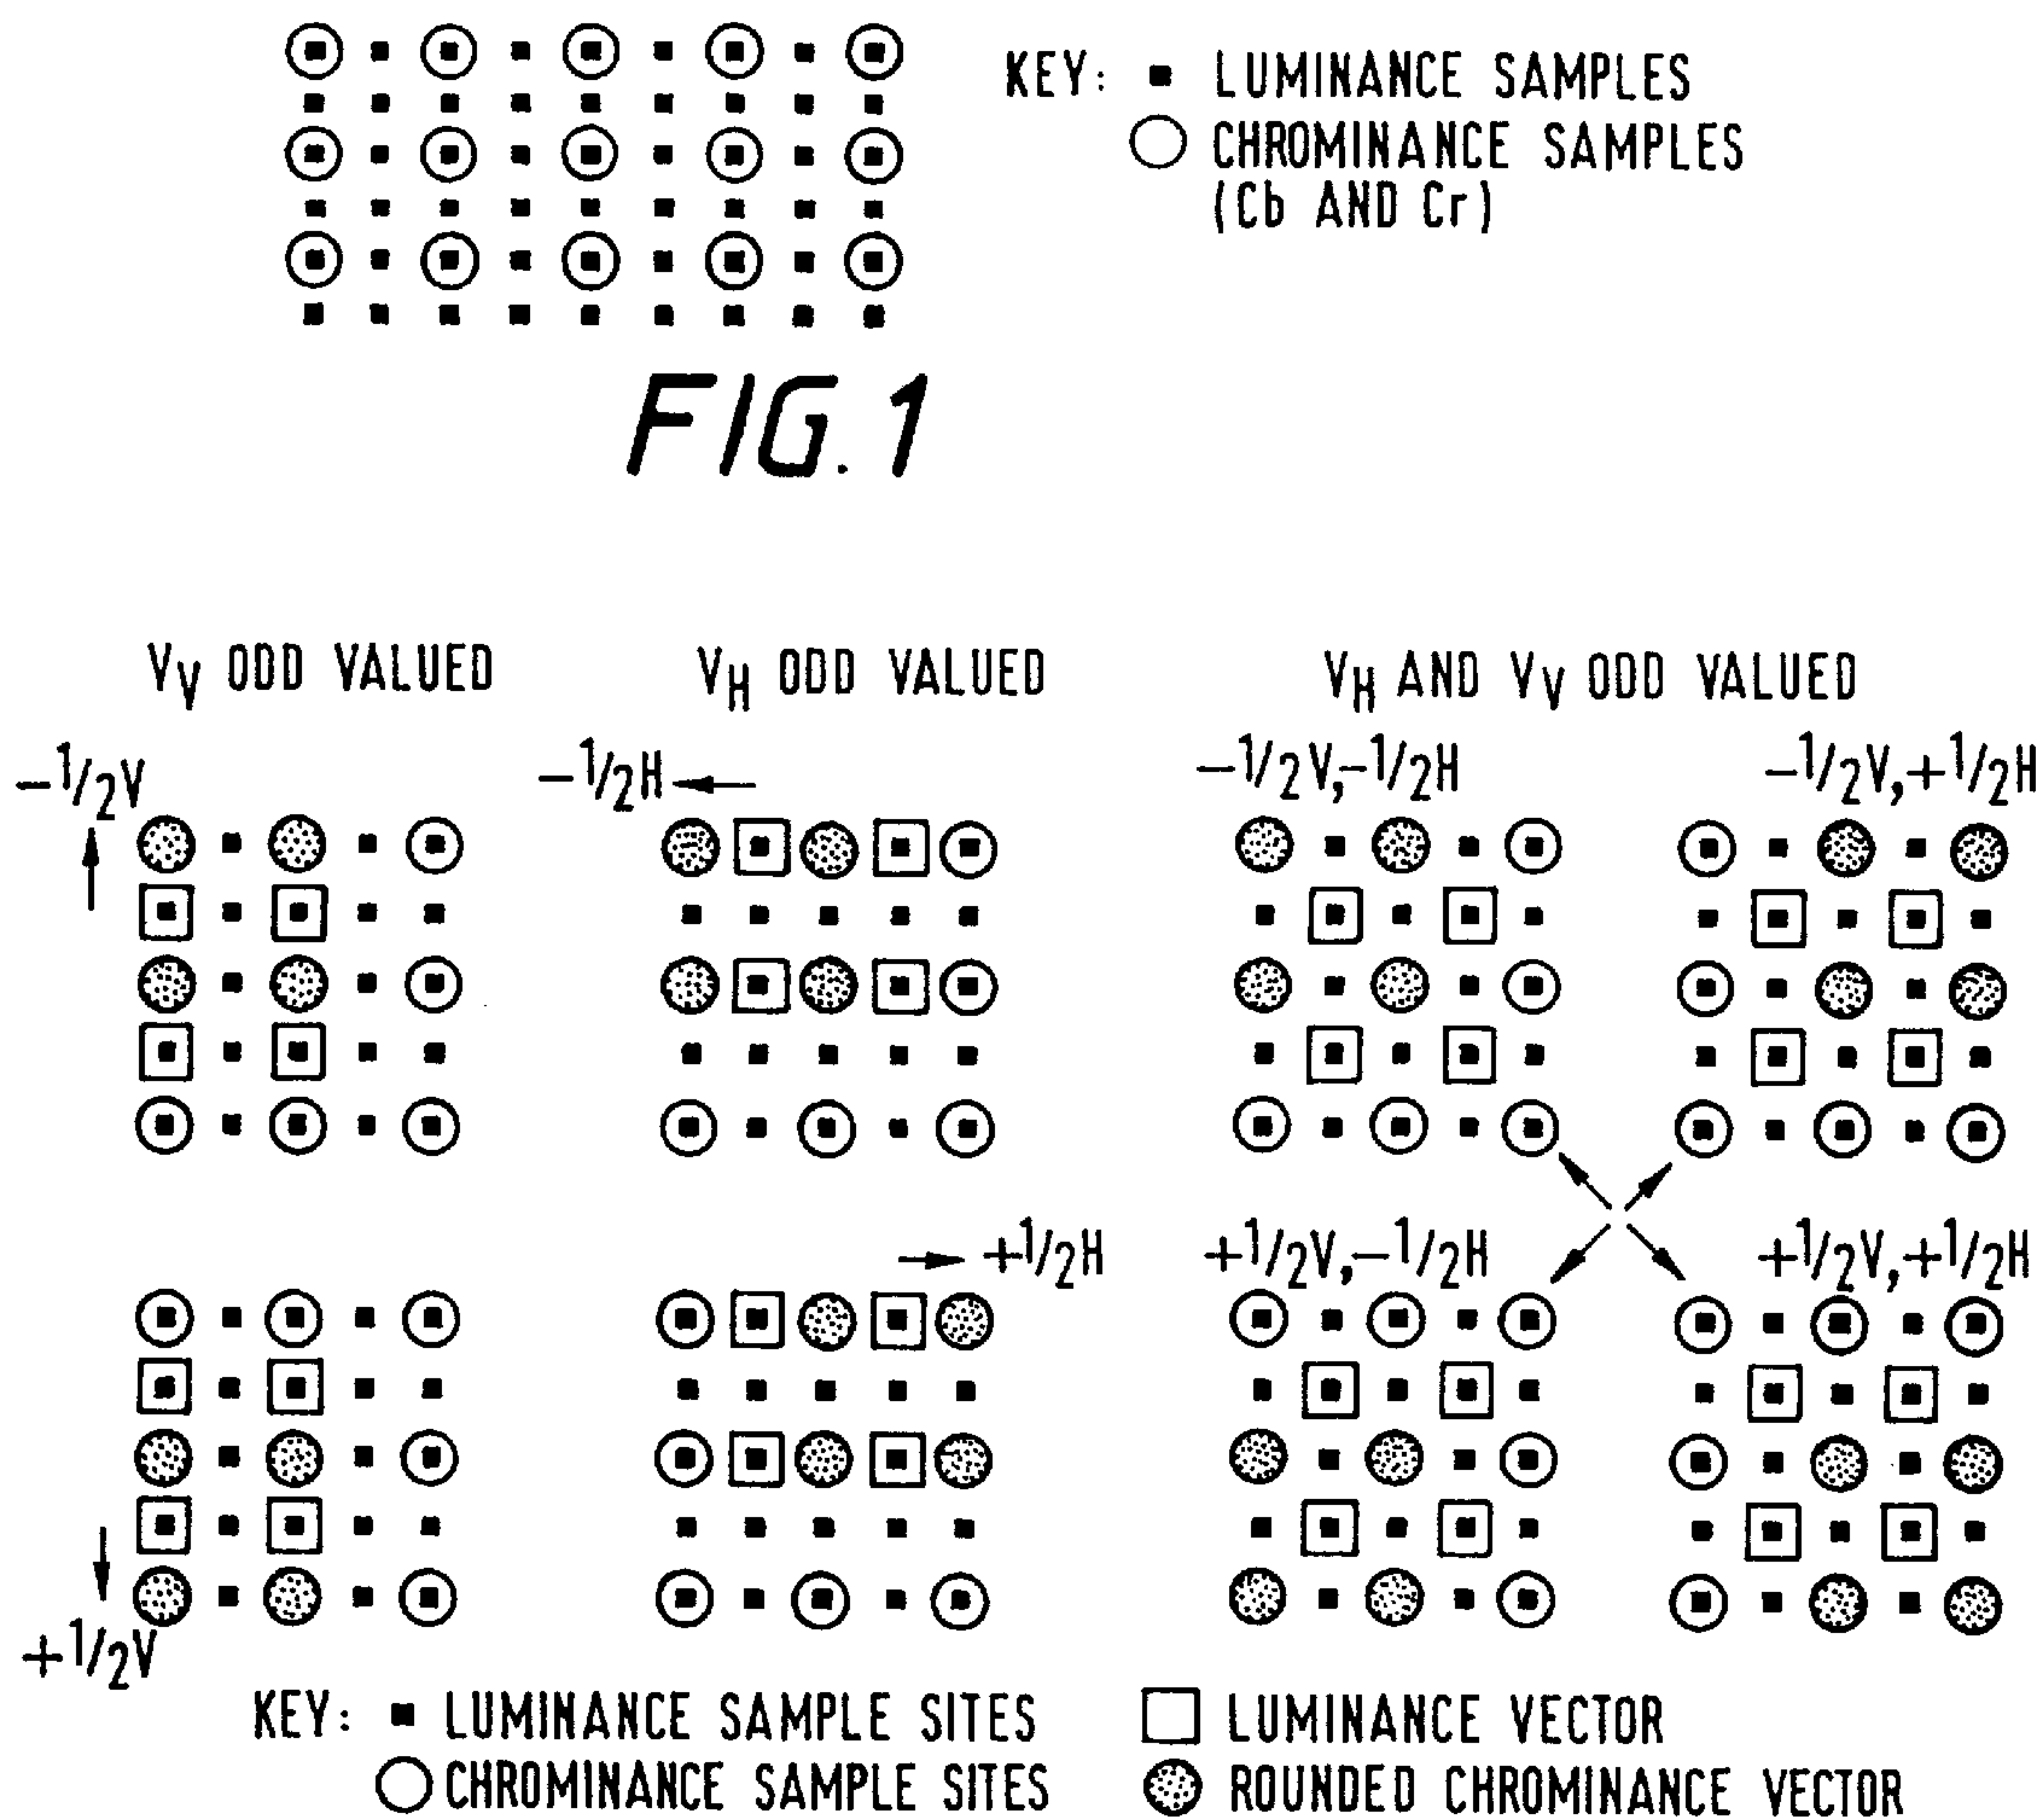 KEY: ■ LUMINANCE SAMPLES
○ CHROMINANCE SAMPLES
(Cb AND Cr)
FIG. 1
VV ODD VALUED
VH ODD VALUED
VH AND VV ODD VALUED
−1/2V
−1/2H
−1/2V,−1/2H
−1/2V,+1/2H
+1/2H
+1/2V,−1/2H
+1/2V,+1/2H
+1/2V
KEY: ■ LUMINANCE SAMPLE SITES
□ LUMINANCE VECTOR
○ CHROMINANCE SAMPLE SITES
ROUNDED CHROMINANCE VECTOR